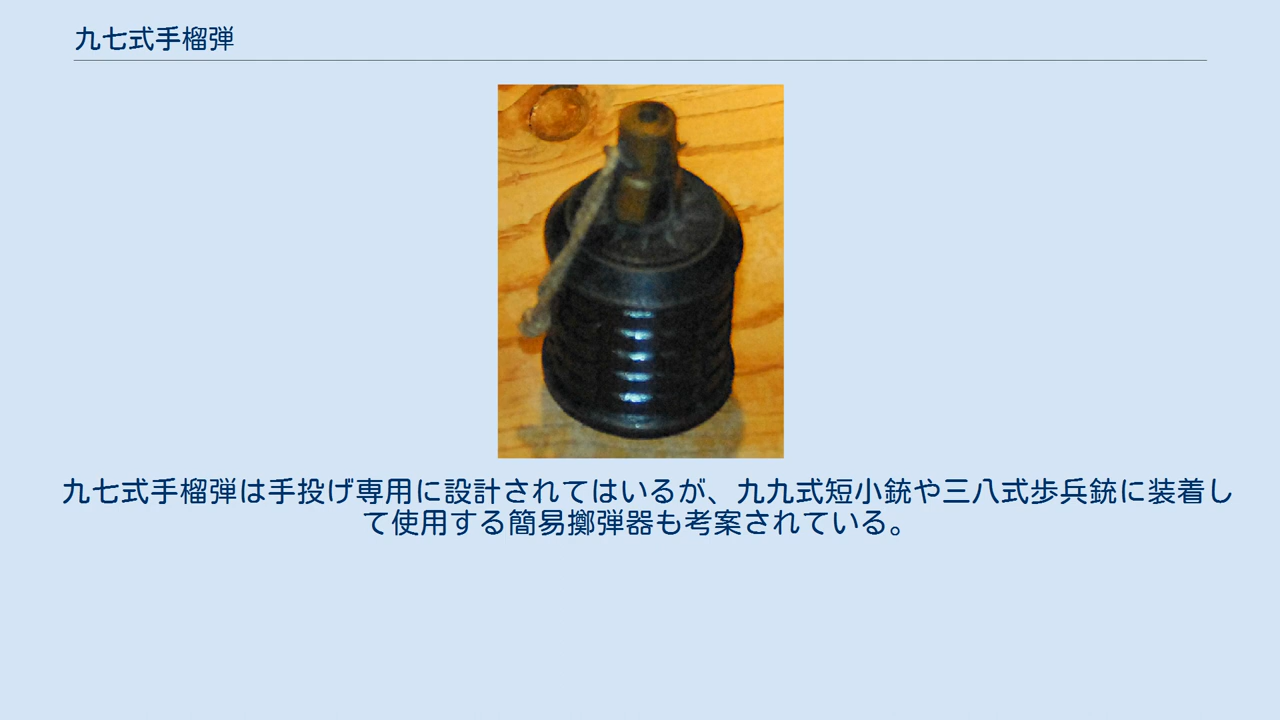 九七式手榴弾
九七式手榴弾は手投げ専用に設計されてはいるが、九九式短小銃や三八式歩兵銃に装着し
て使用する簡易擲弾器も考案されている。